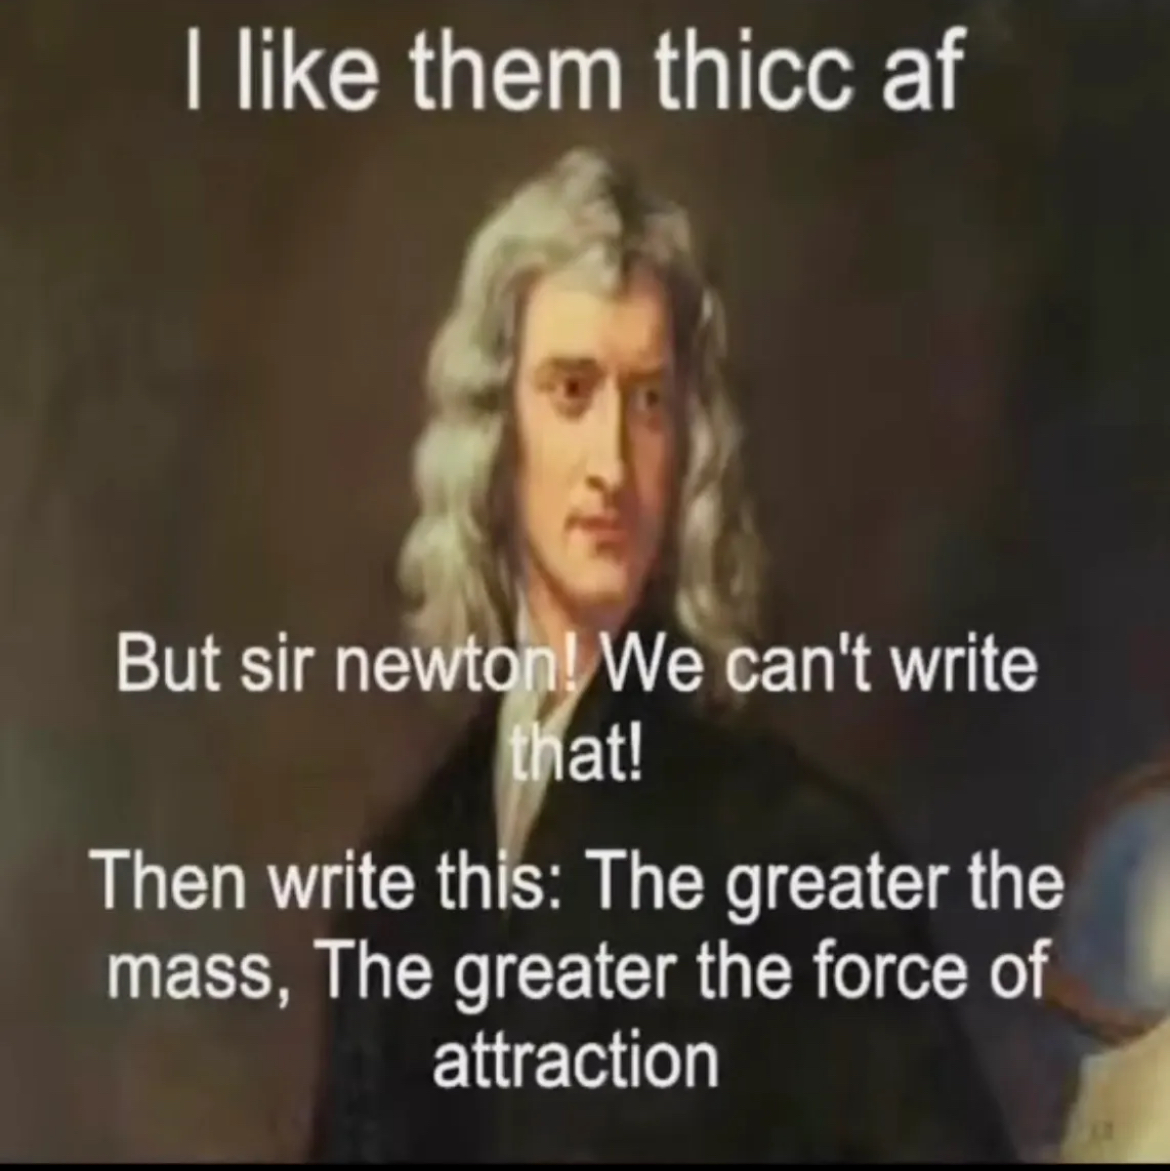 I like them thicc af
But sir newton! We can't write
that!
Then write this: The greater the
mass, The greater the force of
attraction